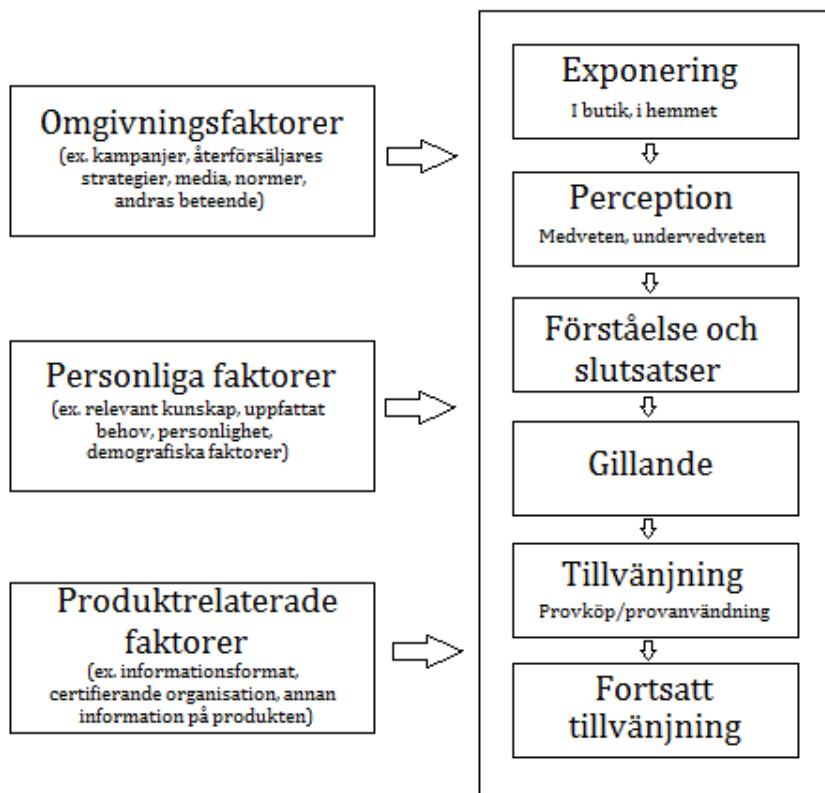 Omgivningsfaktorer
(ex. kampanjer, återförsäljares
strategier, media, normer,
andras beteende)
Personliga faktorer
(ex. relevant kunskap, uppfattat
behov, personlighet,
demografiska faktorer)
Produktrelaterade
faktorer
(ex. informationsformat,
certifierande organisation, annan
information på produkten)
Exponering
I butik, i hemmet
Perception
Medveten, undervedveten
Förståelse och
slutsatser
Gillande
Tillvänjning
Provköp/provanvändning
Fortsatt
tillvänjning